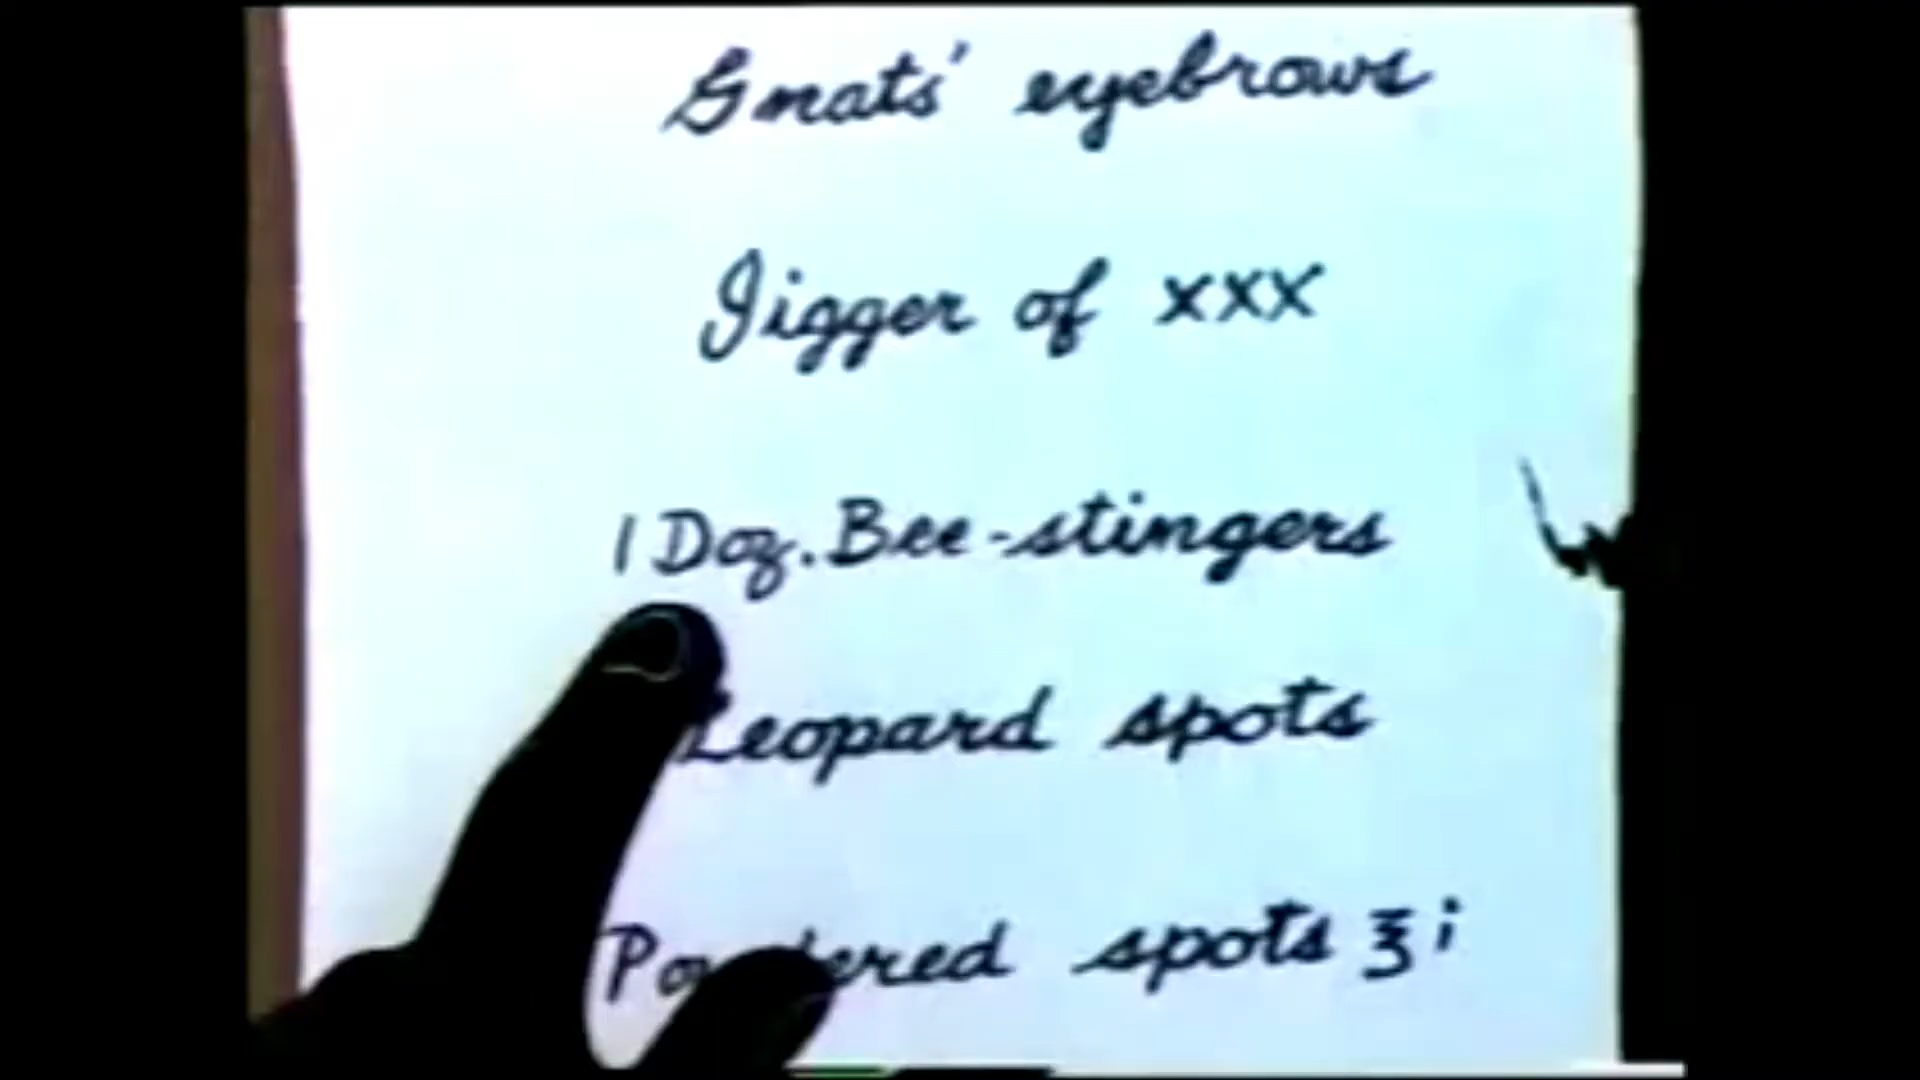 Gnats' eyebrows
Jigger of xxx
1 Doz. Bee-stingers
Leopard spots
spots ℥i